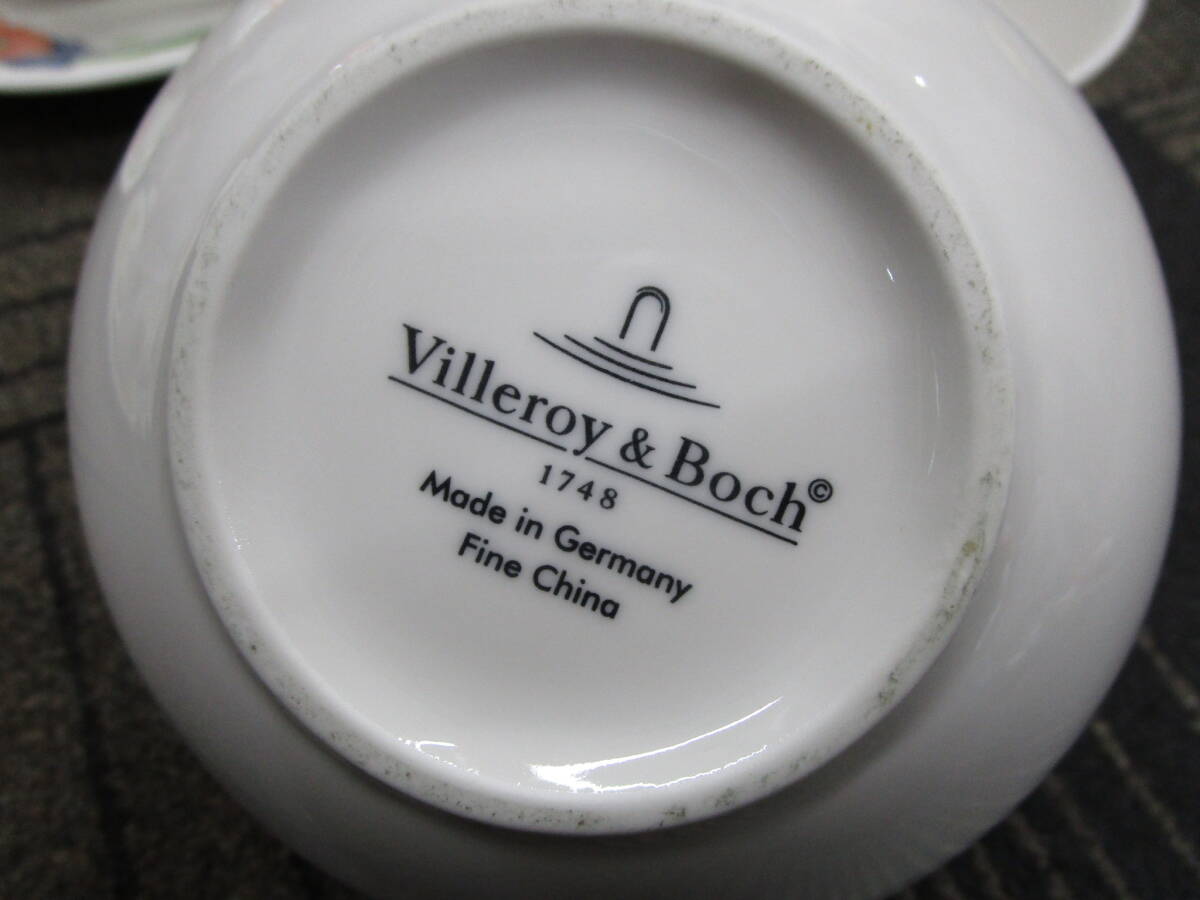 Villeroy & Boch©
1748
Made in Germany
Fine China